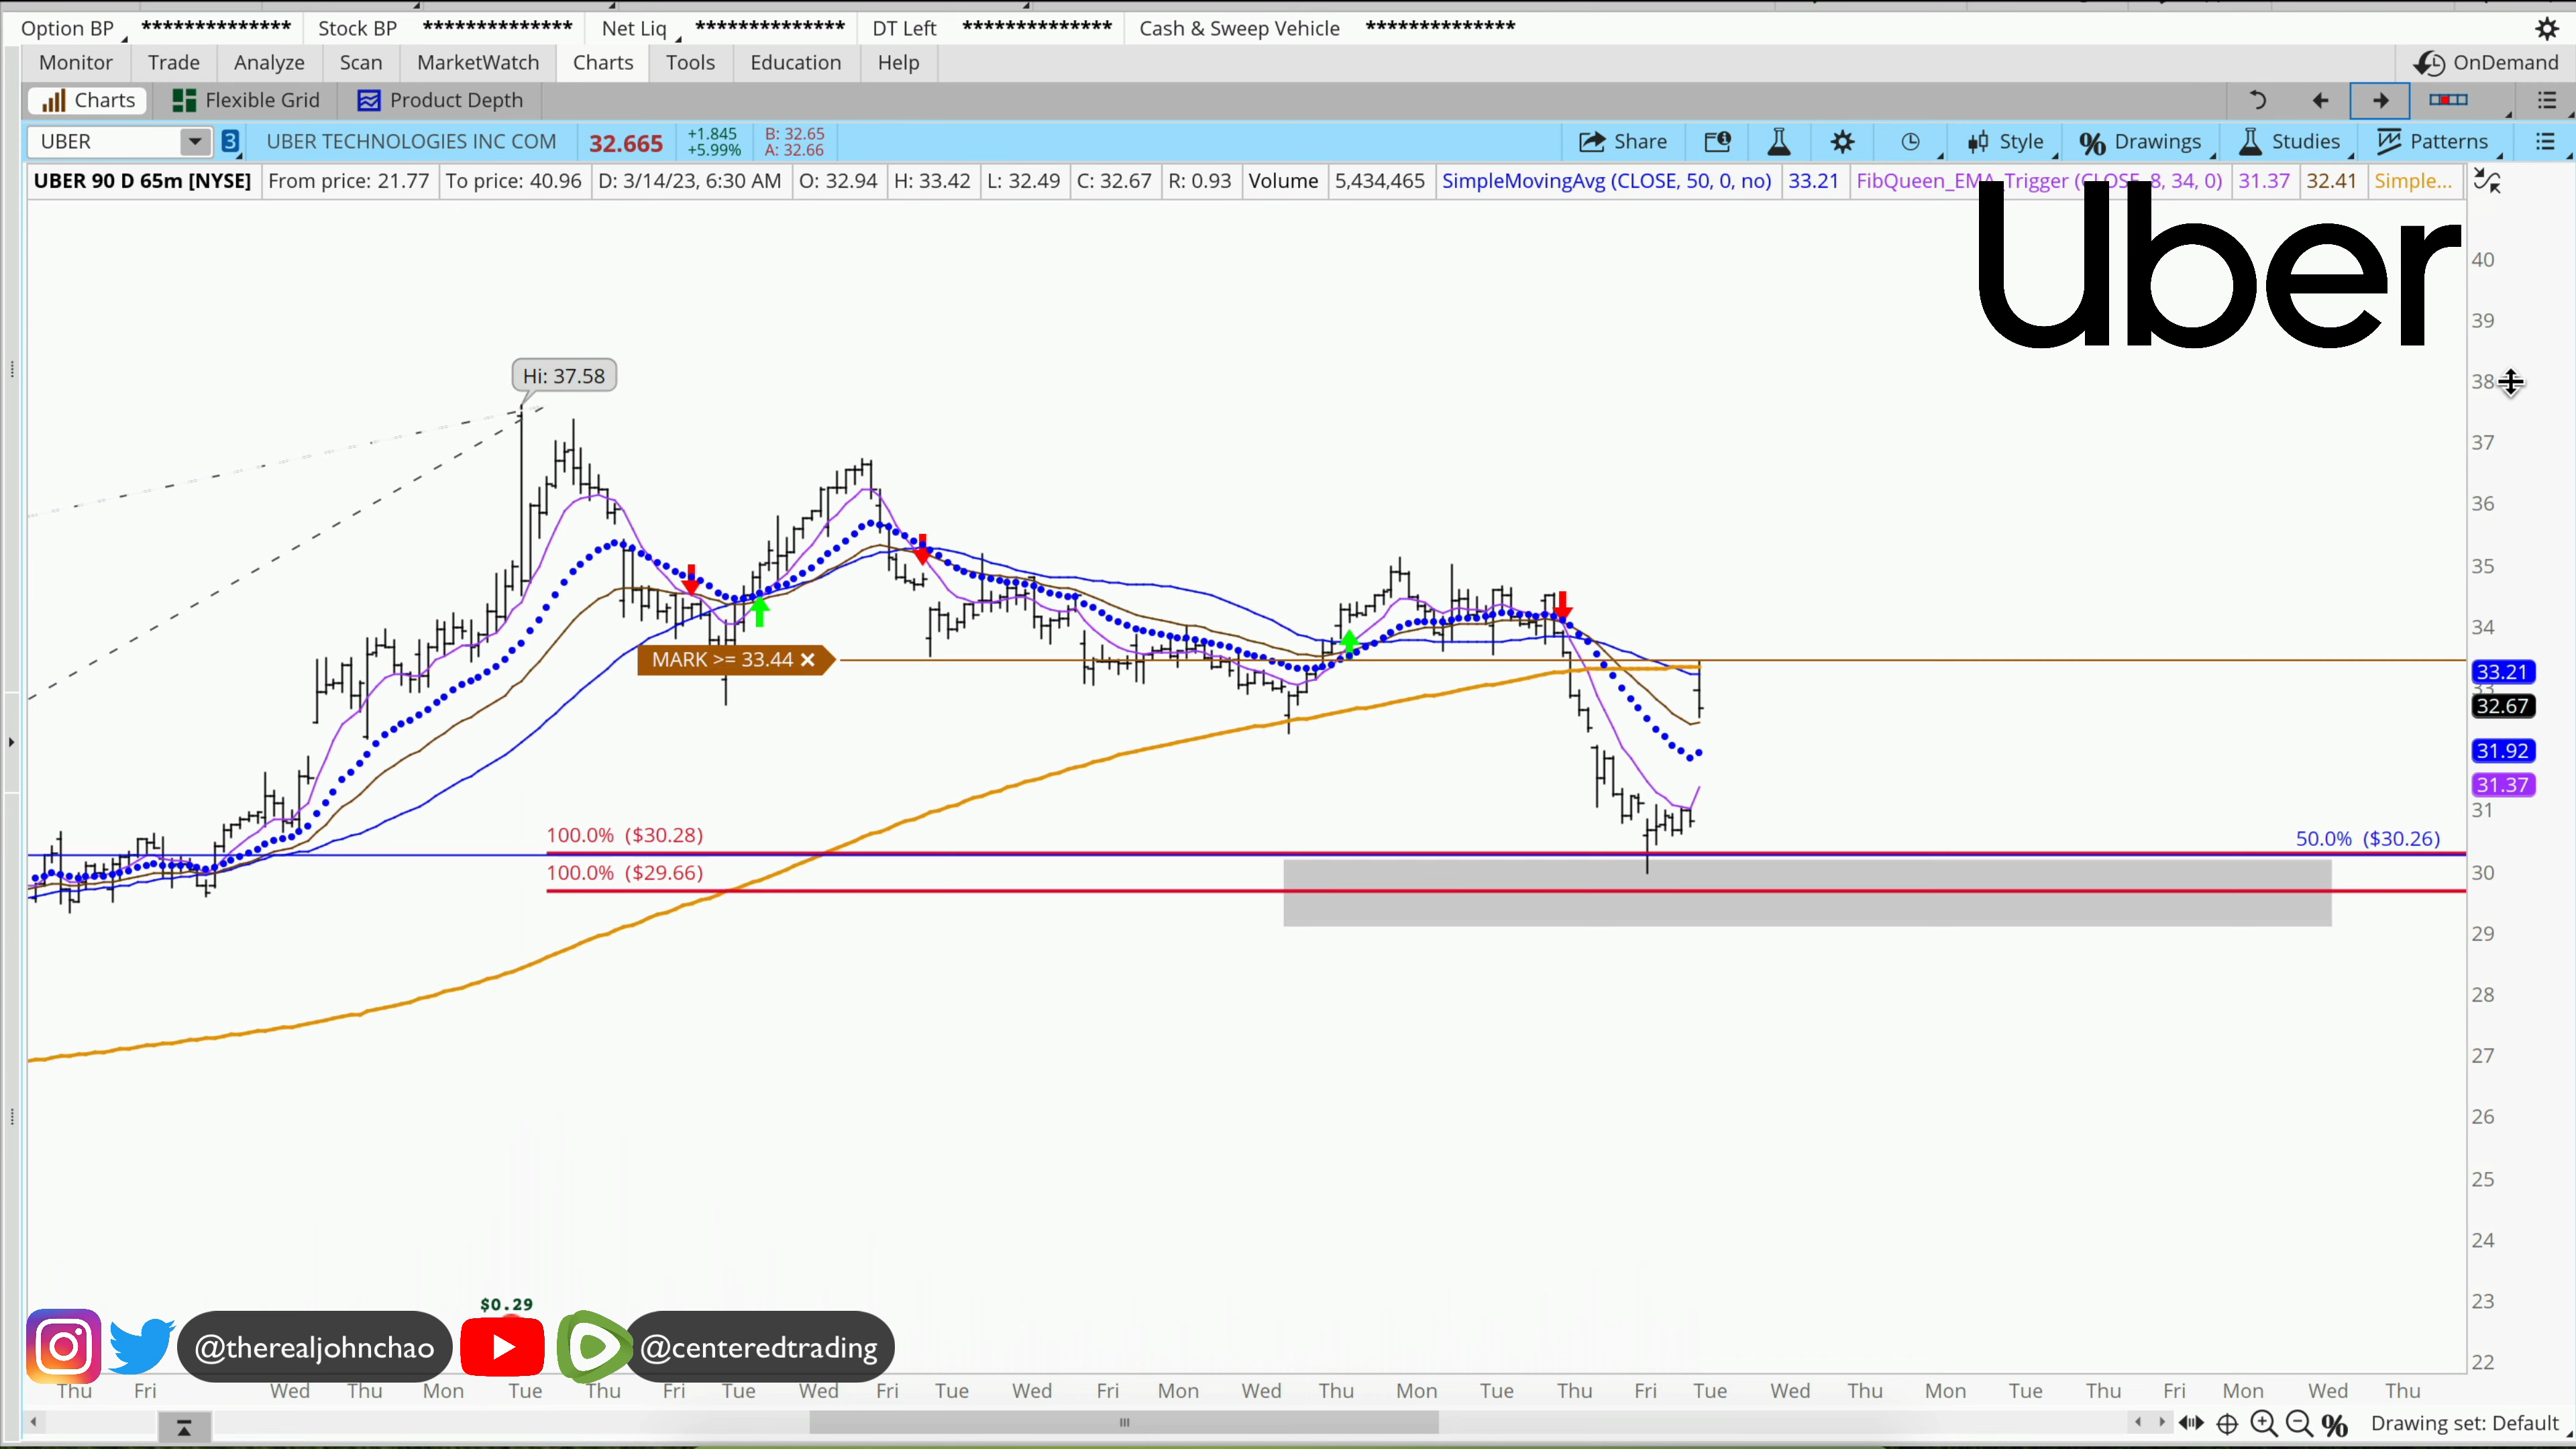 Option BP ************** Stock BP ************** Net Liq ************** DT Left ************** Cash & Sweep Vehicle **************
Monitor Trade Analyze Scan MarketWatch Charts Tools Education Help OnDemand
Charts Flexible Grid Product Depth
UBER 3 UBER TECHNOLOGIES INC COM 32.665 +1.845 +5.99% B: 32.65 A: 32.66 Share Style Drawings Studies Patterns
UBER 90 D 65m [NYSE] From price: 21.77 To price: 40.96 D: 3/14/23, 6:30 AM O: 32.94 H: 33.42 L: 32.49 C: 32.67 R: 0.93 Volume 5,434,465 SimpleMovingAvg (CLOSE, 50, 0, no) 33.21 FibQueen_EMA_Trigger (CLOSE, 8, 34, 0) 31.37 32.41 Simple...
Uber
40
39
Hi: 37.58
38
37
36
35
34
MARK >= 33.44
33.21
33
32.67
31.92
31.37
31
100.0% ($30.28)
50.0% ($30.26)
100.0% ($29.66)
30
29
28
27
26
25
24
23
$0.29
@therealjohnchao @centeredtrading
22
Thu Fri Wed Thu Mon Tue Thu Fri Tue Wed Fri Tue Wed Fri Mon Wed Thu Mon Tue Thu Fri Tue Wed Thu Mon Tue Thu Fri Mon Wed Thu
Drawing set: Default